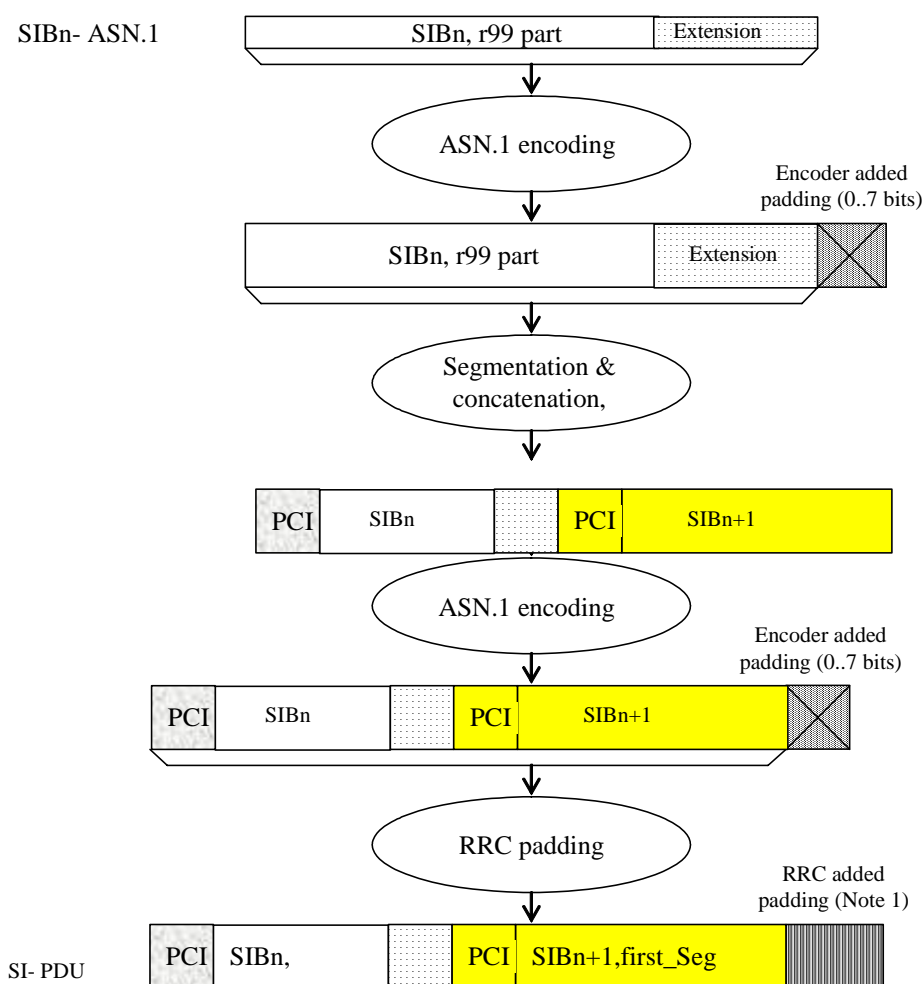 SIBn- ASN.1
SIBn, r99 part
Extension
ASN.1 encoding
Encoder added
padding (0..7 bits)
SIBn, r99 part
Extension
Segmentation &
concatenation,
PCI
SIBn
PCI
SIBn+1
ASN.1 encoding
Encoder added
padding (0..7 bits)
PCI
SIBn
PCI
SIBn+1
RRC padding
RRC added
padding (Note 1)
SI- PDU
PCI
SIBn,
PCI
SIBn+1,first_Seg